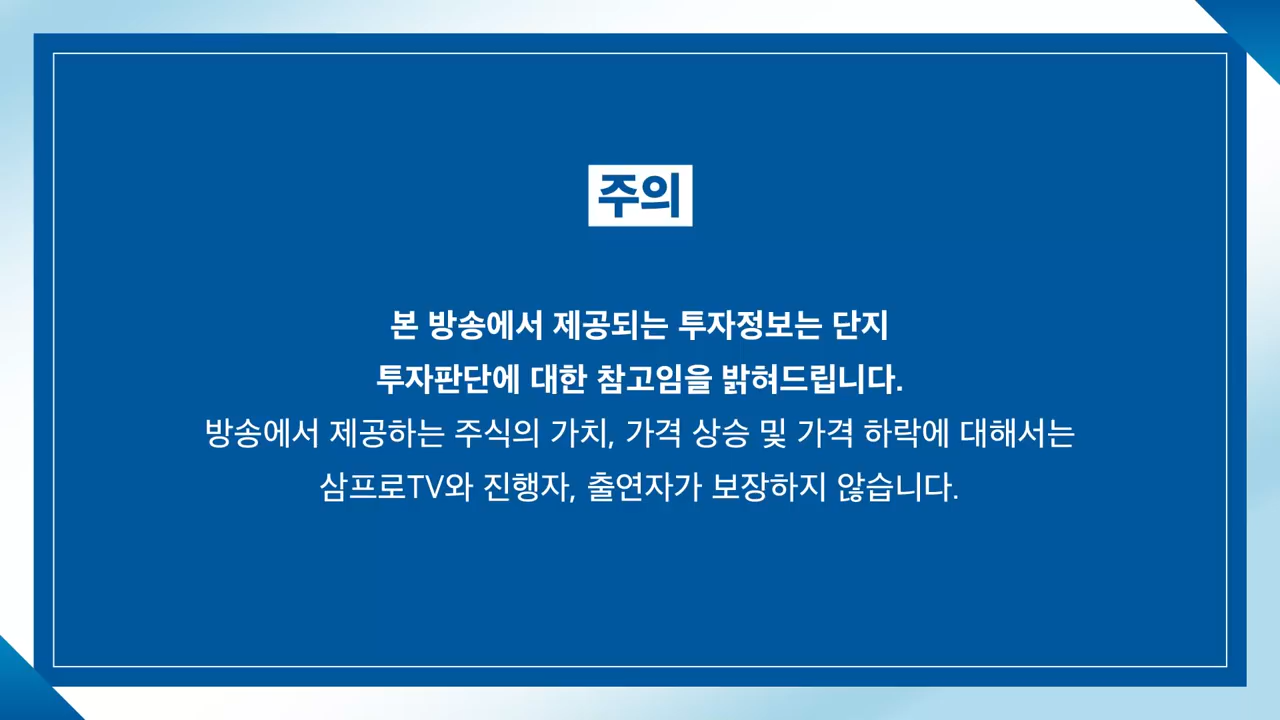 주의
본 방송에서 제공되는 투자정보는 단지
투자판단에 대한 참고임을 밝혀드립니다.
방송에서 제공하는 주식의 가치, 가격 상승 및 가격 하락에 대해서는
삼프로TV와 진행자, 출연자가 보장하지 않습니다.